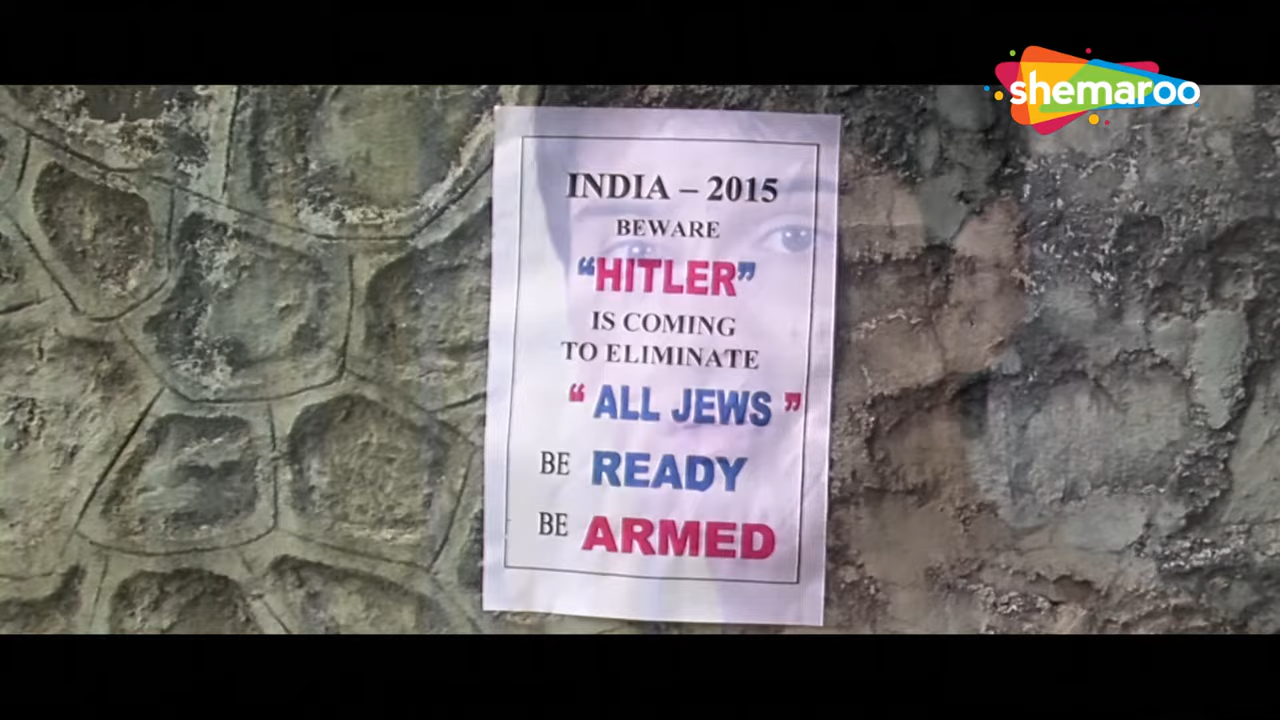 shemaroo
INDIA – 2015
BEWARE
“HITLER”
IS COMING
TO ELIMINATE
“ ALL JEWS ”
BE READY
BE ARMED